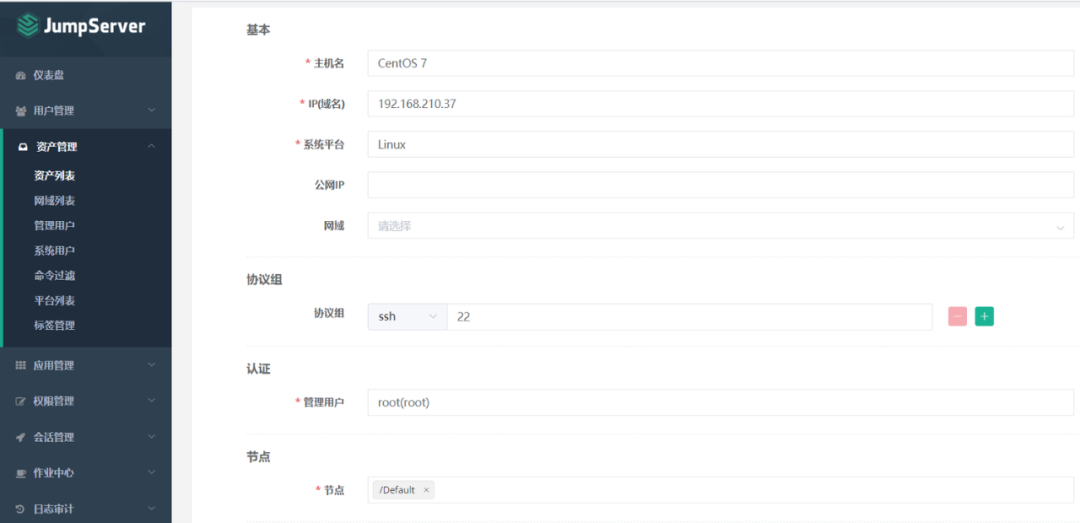 JumpServer
仪表盘
用户管理
资产管理
资产列表
网域列表
管理用户
系统用户
命令过滤
平台列表
标签管理
应用管理
权限管理
会话管理
作业中心
日志审计
基本
* 主机名 CentOS 7
* IP(域名) 192.168.210.37
* 系统平台 Linux
公网IP
网域 请选择
协议组
协议组 ssh 22
认证
* 管理用户 root(root)
节点
* 节点 /Default ×